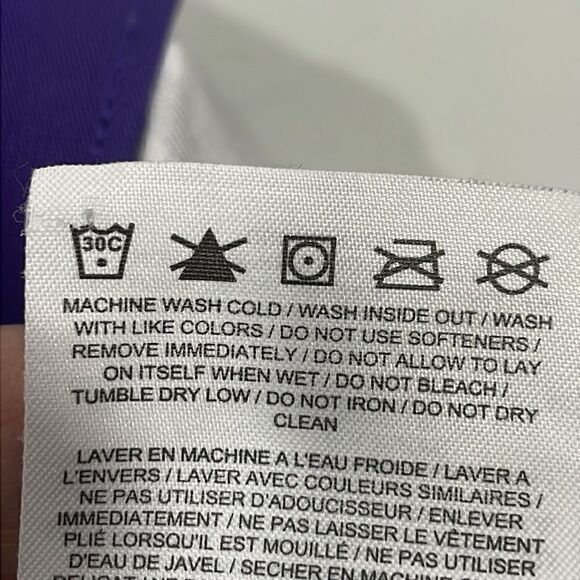 30C
MACHINE WASH COLD / WASH INSIDE OUT / WASH
WITH LIKE COLORS / DO NOT USE SOFTENERS /
REMOVE IMMEDIATELY / DO NOT ALLOW TO LAY
ON ITSELF WHEN WET / DO NOT BLEACH /
TUMBLE DRY LOW / DO NOT IRON / DO NOT DRY
CLEAN
LAVER EN MACHINE A L'EAU FROIDE / LAVER A
L'ENVERS / LAVER AVEC COULEURS SIMILAIRES /
NE PAS UTILISER D'ADOUCISEUR / ENLEVER
IMMEDIATEMENT / NE PAS LAISSER LE VÊTEMENT
PLIÉ LORSQU'IL EST MOUILLÉ / NE PAS UTILISER
D'EAU DE JAVEL / SECHER EN MACHINE